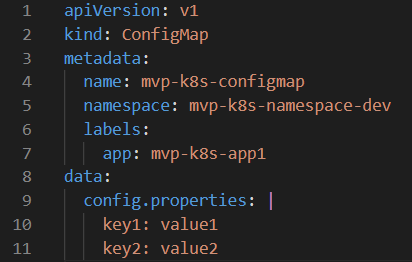 1 apiVersion: v1
2 kind: ConfigMap
3 metadata:
4   name: mvp-k8s-configmap
5   namespace: mvp-k8s-namespace-dev
6   labels:
7     app: mvp-k8s-app1
8 data:
9   config.properties: |
10     key1: value1
11     key2: value2